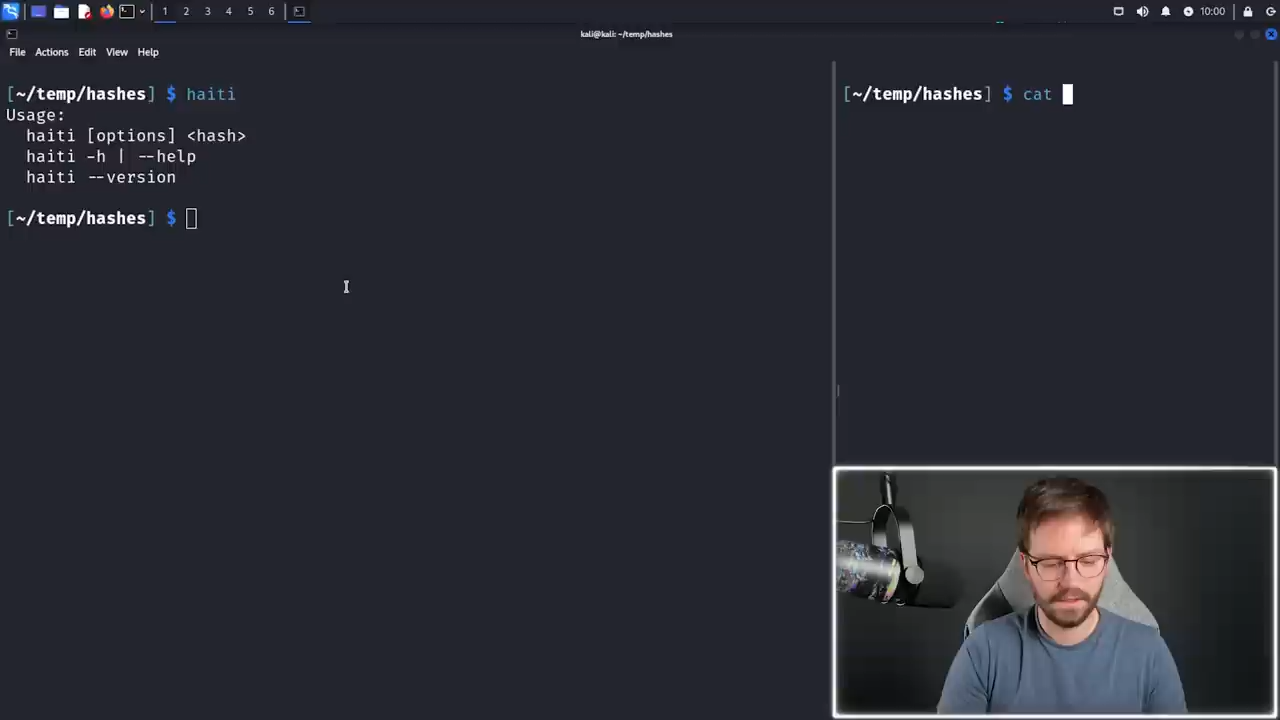 1 2 3 4 5 6
10:00
kali@kali: ~/temp/hashes
File Actions Edit View Help
[~/temp/hashes] $ haiti
Usage:
haiti [options] <hash>
haiti -h | --help
haiti --version
[~/temp/hashes] $
[~/temp/hashes] $ cat